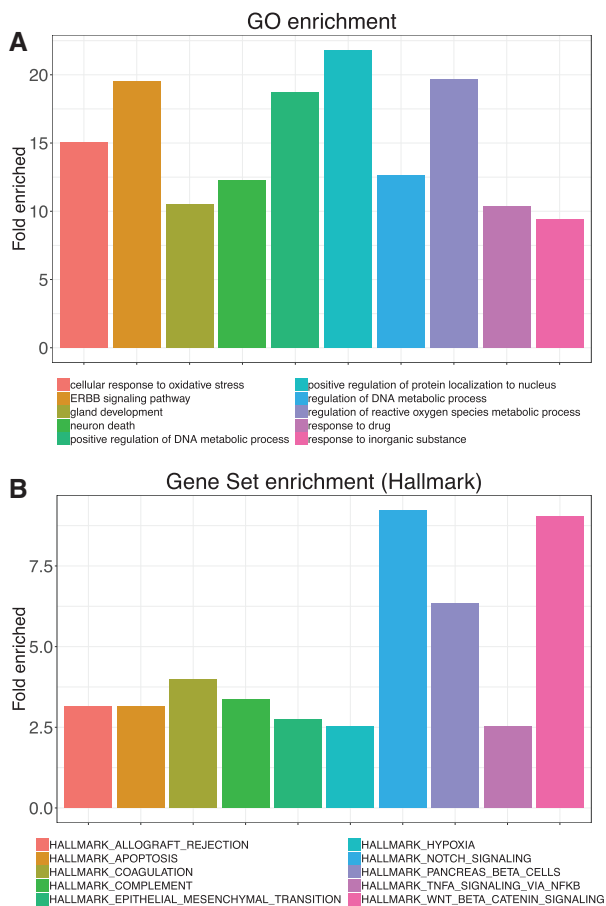 A
GO enrichment
Fold enriched
20
15
10
5
0
cellular response to oxidative stress
ERBB signaling pathway
gland development
neuron death
positive regulation of DNA metabolic process
positive regulation of protein localization to nucleus
regulation of DNA metabolic process
regulation of reactive oxygen species metabolic process
response to drug
response to inorganic substance
B
Gene Set enrichment (Hallmark)
Fold enriched
7.5
5.0
2.5
0.0
HALLMARK_ALLOGRAFT_REJECTION
HALLMARK_APOPTOSIS
HALLMARK_COAGULATION
HALLMARK_COMPLEMENT
HALLMARK_EPITHELIAL_MESENCHYMAL_TRANSITION
HALLMARK_HYPOXIA
HALLMARK_NOTCH_SIGNALING
HALLMARK_PANCREAS_BETA_CELLS
HALLMARK_TNFA_SIGNALING_VIA_NFKB
HALLMARK_WNT_BETA_CATENIN_SIGNALING